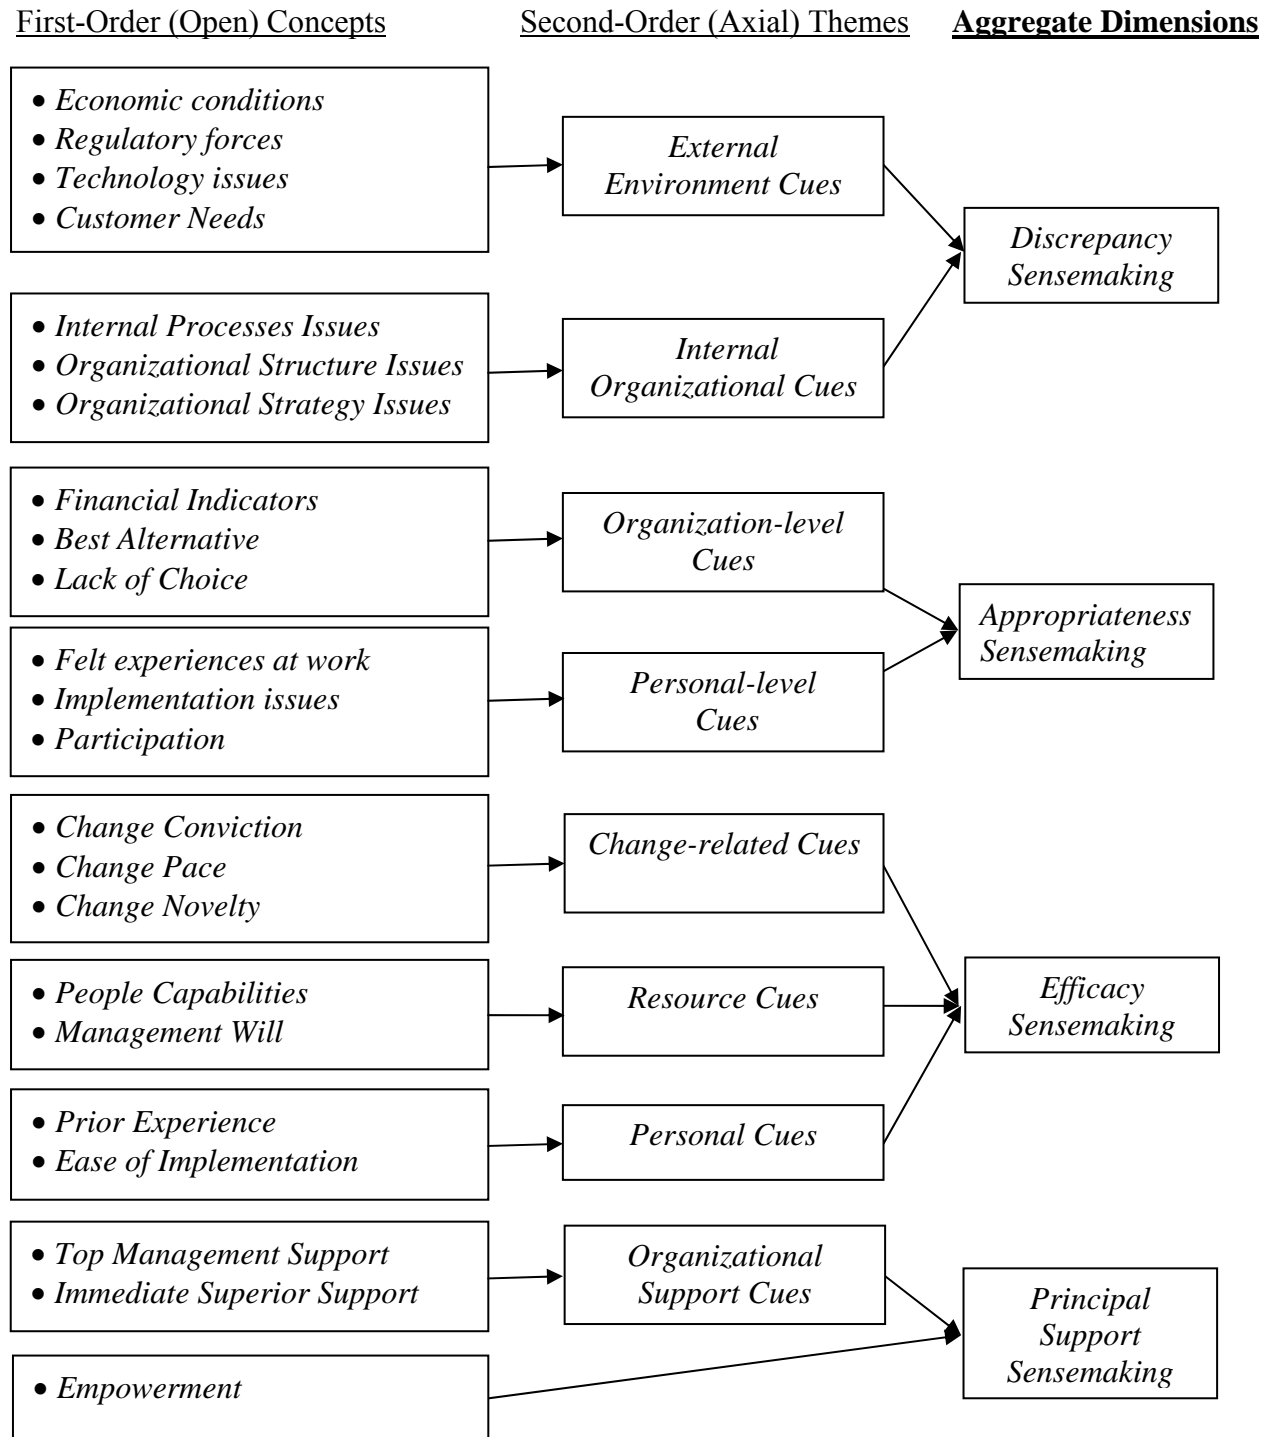 First-Order (Open) Concepts
Second-Order (Axial) Themes
Aggregate Dimensions
• Economic conditions
• Regulatory forces
• Technology issues
• Customer Needs
External
Environment Cues
Discrepancy
Sensemaking
• Internal Processes Issues
• Organizational Structure Issues
• Organizational Strategy Issues
Internal
Organizational Cues
• Financial Indicators
• Best Alternative
• Lack of Choice
Organization-level
Cues
Appropriateness
Sensemaking
• Felt experiences at work
• Implementation issues
• Participation
Personal-level
Cues
• Change Conviction
• Change Pace
• Change Novelty
Change-related Cues
• People Capabilities
• Management Will
Resource Cues
Efficacy
Sensemaking
• Prior Experience
• Ease of Implementation
Personal Cues
• Top Management Support
• Immediate Superior Support
Organizational
Support Cues
Principal
Support
Sensemaking
• Empowerment